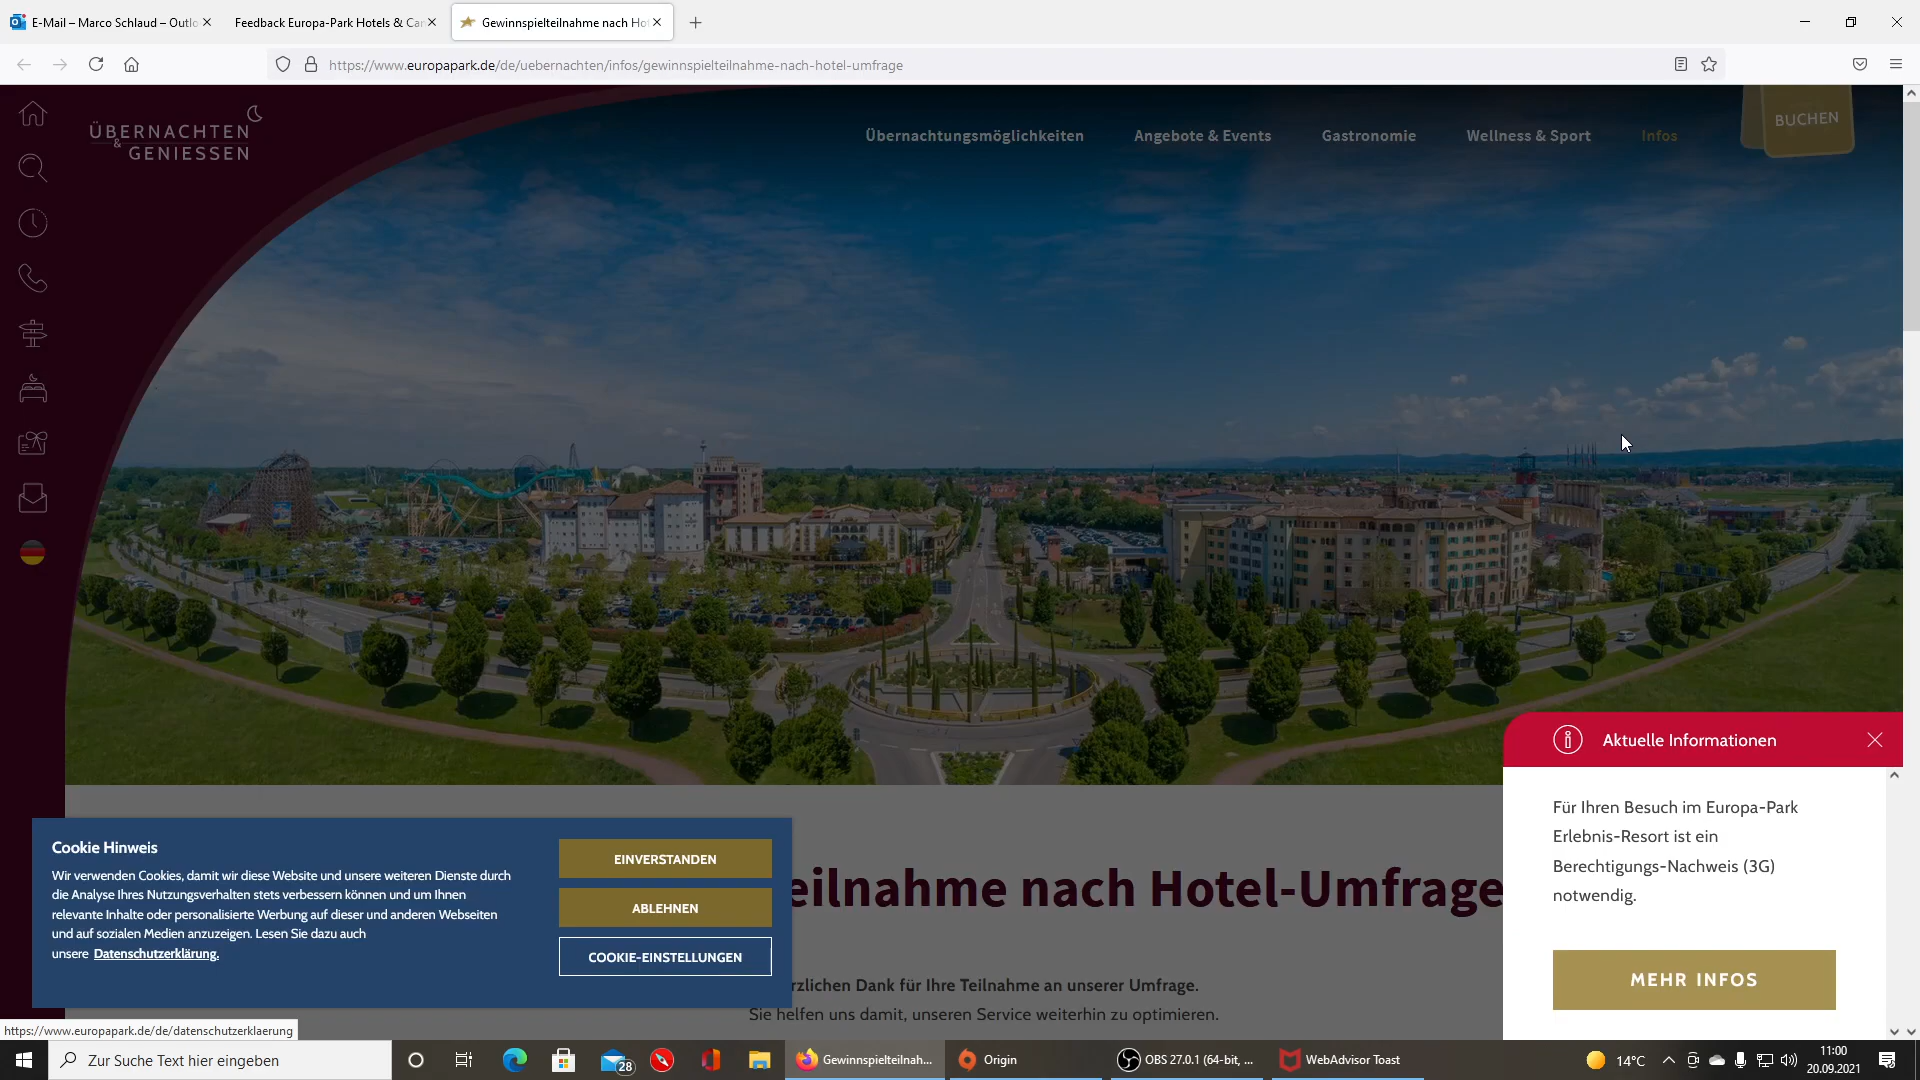 E-Mail – Marco Schlaud – Outlo
Feedback Europa-Park Hotels & Ca
Gewinnspielteilnahme nach Ho
https://www.europapark.de/de/uebernachten/infos/gewinnspielteilnahme-nach-hotel-umfrage
ÜBERNACHTEN
& GENIESSEN
Übernachtungsmöglichkeiten
Angebote & Events
Gastronomie
Wellness & Sport
Infos
BUCHEN
Aktuelle Informationen
Für Ihren Besuch im Europa-Park
Erlebnis-Resort ist ein
Berechtigungs-Nachweis (3G)
notwendig.
MEHR INFOS
Cookie Hinweis
Wir verwenden Cookies, damit wir diese Website und unsere weiteren Dienste durch
die Analyse Ihres Nutzungsverhalten stets verbessern können und um Ihnen
relevante Inhalte oder personalisierte Werbung auf dieser und anderen Webseiten
und auf sozialen Medien anzuzeigen. Lesen Sie dazu auch
unsere Datenschutzerklärung.
EINVERSTANDEN
ABLEHNEN
COOKIE-EINSTELLUNGEN
eilnahme nach Hotel-Umfrage
rzlichen Dank für Ihre Teilnahme an unserer Umfrage.
Sie helfen uns damit, unseren Service weiterhin zu optimieren.
https://www.europapark.de/de/datenschutzerklaerung
Zur Suche Text hier eingeben
28
Gewinnspielteilnah...
Origin
OBS 27.0.1 (64-bit, ...
WebAdvisor Toast
14°C
11:00
20.09.2021